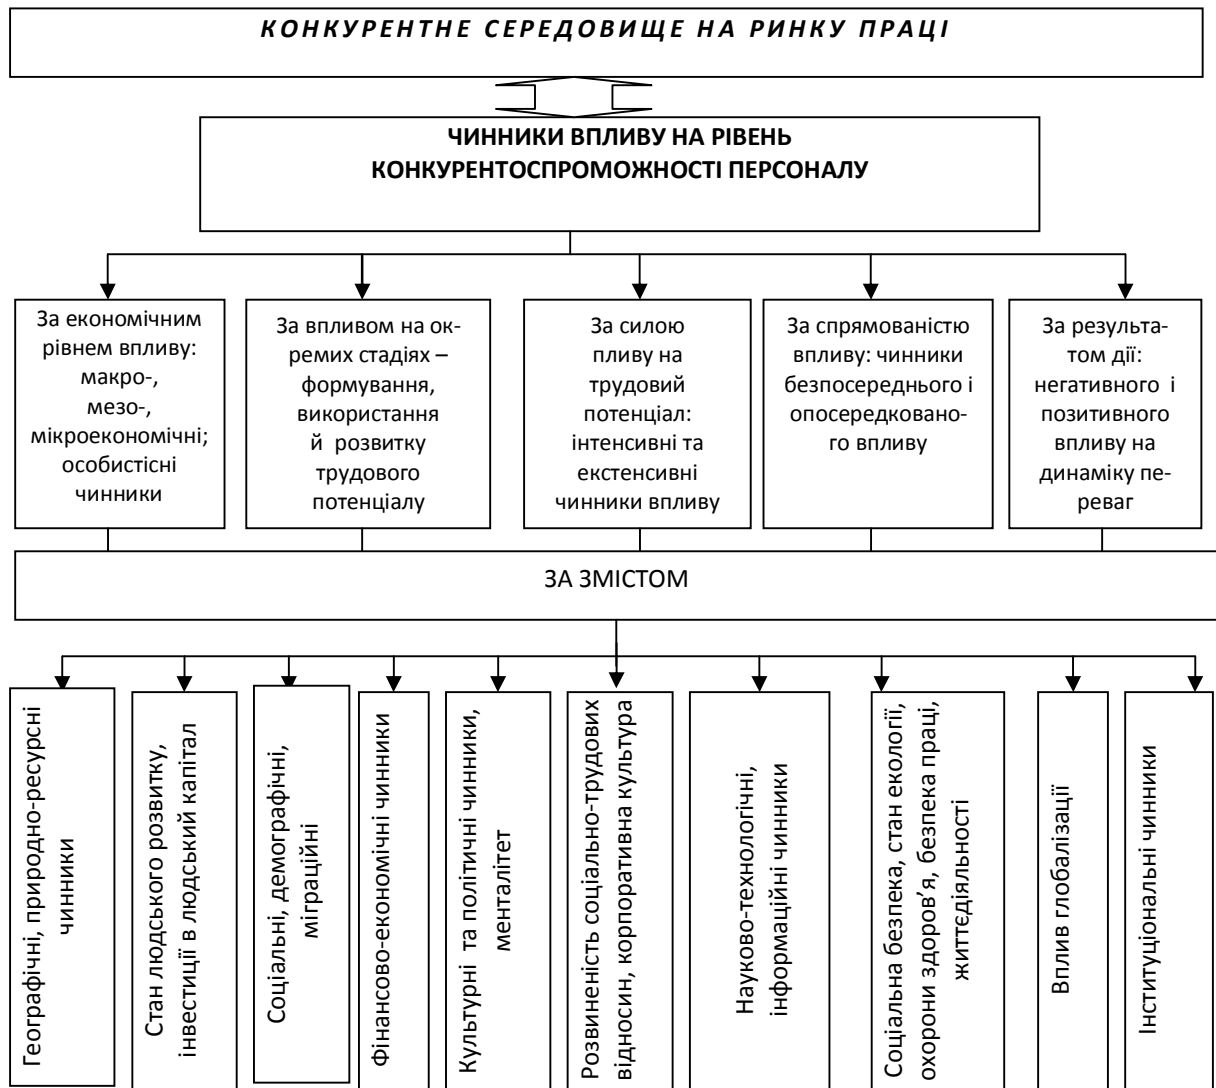 КОНКУРЕНТНЕ СЕРЕДОВИЩЕ НА РИНКУ ПРАЦІ
ЧИННИКИ ВПЛИВУ НА РІВЕНЬ
КОНКУРЕНТОСПРОМОЖНОСТІ ПЕРСОНАЛУ
За економічним
рівнем впливу:
макро-,
мезо-,
мікроекономічні;
особистісні
чинники
За впливом на ок-
ремих стадіях –
формування,
використання
й розвитку
трудового
потенціалу
За силою
пливу на
трудовий
потенціал:
інтенсивні та
екстенсивні
чинники впливу
За спрямованістю
впливу: чинники
безпосереднього і
опосередковано-
го впливу
За результа-
том дії:
негативного і
позитивного
впливу на
динаміку пе-
реваг
ЗА ЗМІСТОМ
Географічні, природно-ресурсні
чинники
Стан людського розвитку,
інвестиції в людський капітал
Соціальні, демографічні,
міграційні
Фінансово-економічні чинники
Культурні та політичні чинники,
менталітет
Розвиненість соціально-трудових
відносин, корпоративна культура
Науково-технологічні,
інформаційні чинники
Соціальна безпека, стан екології,
охорони здоров’я, безпека праці,
життєдіяльності
Вплив глобалізації
Інституціональні чинники